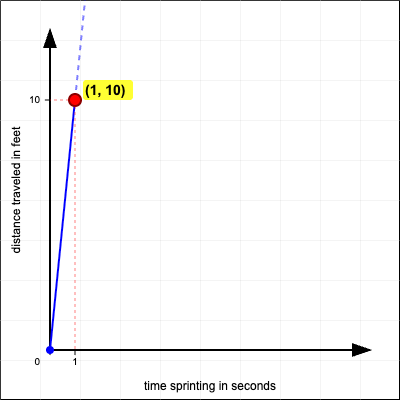 (1, 10)
10
distance traveled in feet
0
1
time sprinting in seconds